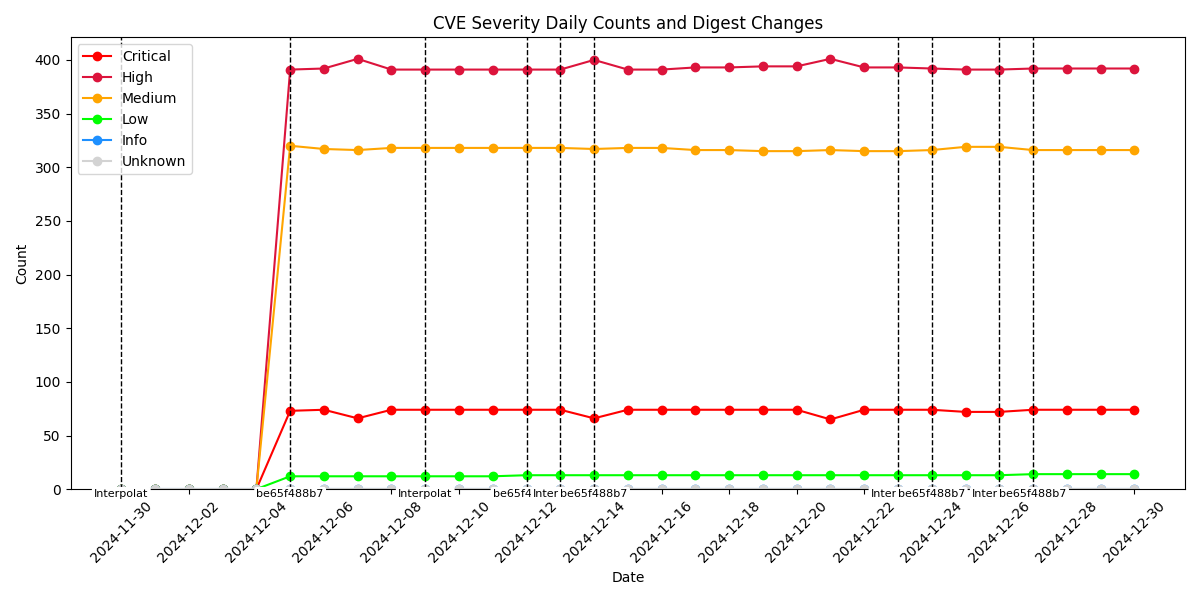 CVE Severity Daily Counts and Digest Changes
Critical
High
Medium
Low
Info
Unknown
400
350
300
250
200
150
100
50
0
Count
Interpolat
be65f488b7
Interpolat
be65f4
Inter
be65f488b7
Inter
be65f488b7
Inter
be65f488b7
2024-11-30
2024-12-02
2024-12-04
2024-12-06
2024-12-08
2024-12-10
2024-12-12
2024-12-14
2024-12-16
2024-12-18
2024-12-20
2024-12-22
2024-12-24
2024-12-26
2024-12-28
2024-12-30
Date